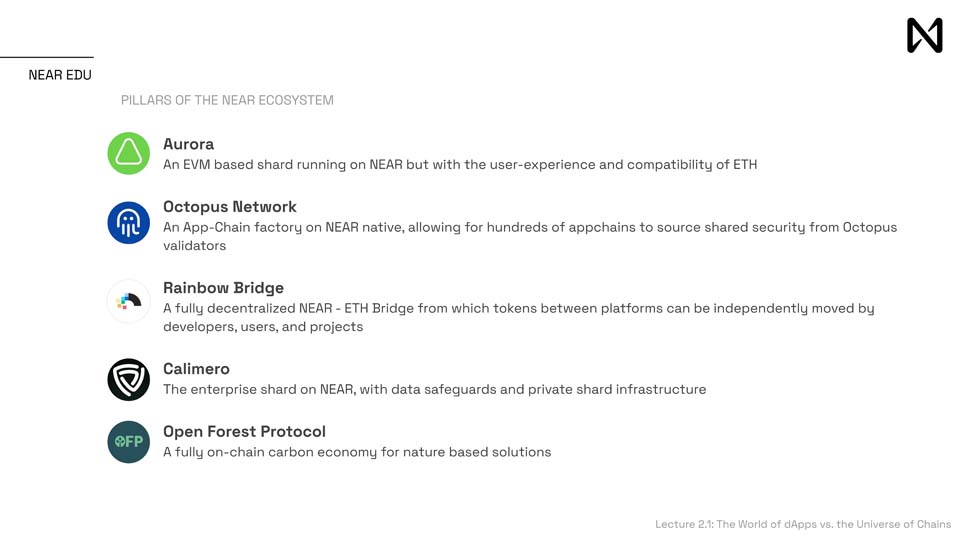 NEAR EDU
PILLARS OF THE NEAR ECOSYSTEM
Aurora
An EVM based shard running on NEAR but with the user-experience and compatibility of ETH
Octopus Network
An App-Chain factory on NEAR native, allowing for hundreds of appchains to source shared security from Octopus
validators
Rainbow Bridge
A fully decentralized NEAR - ETH Bridge from which tokens between platforms can be independently moved by
developers, users, and projects
Calimero
The enterprise shard on NEAR, with data safeguards and private shard infrastructure
OFP
Open Forest Protocol
A fully on-chain carbon economy for nature based solutions
Lecture 2.1: The World of dApps vs. the Universe of Chains